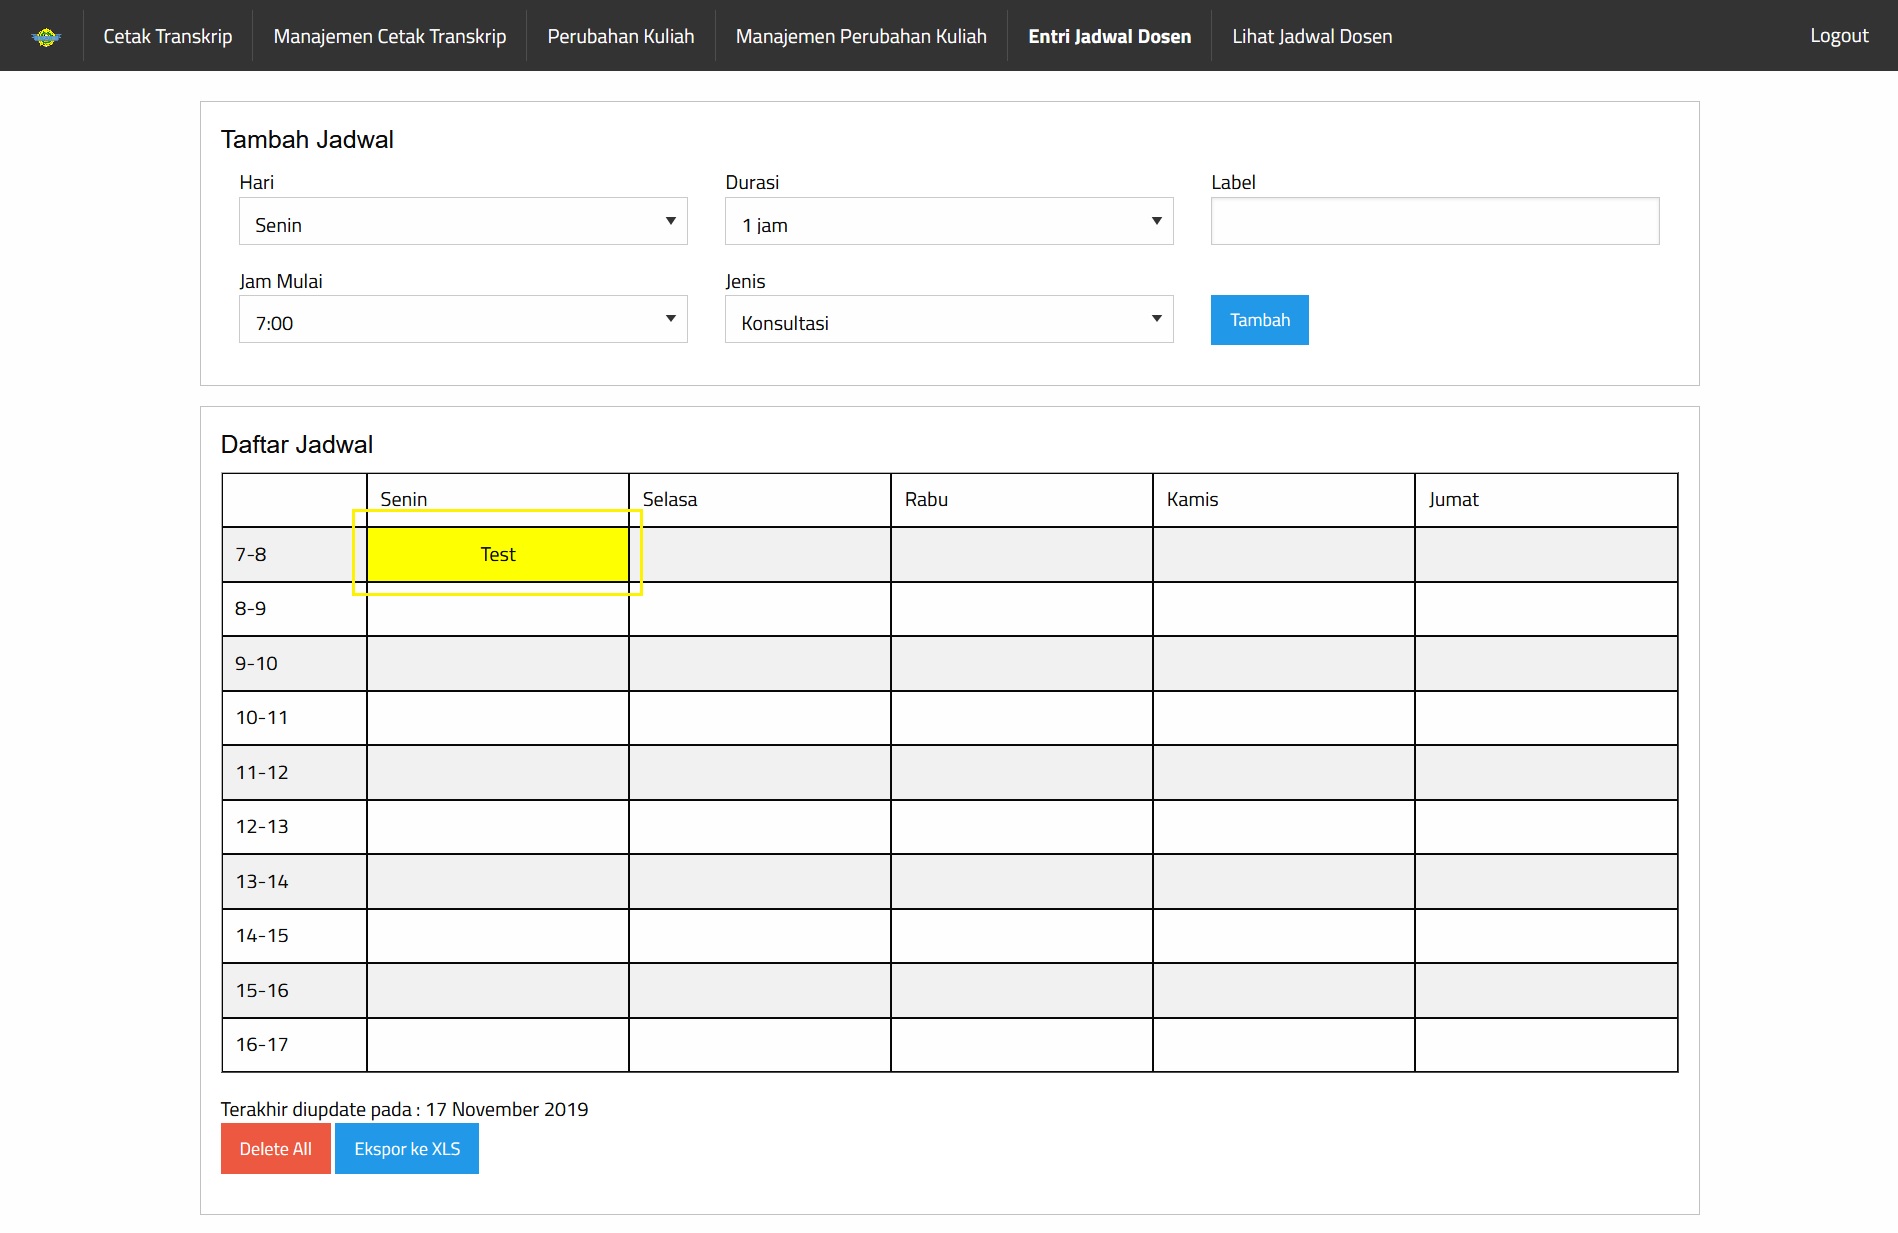 Cetak Transkrip Manajemen Cetak Transkrip Perubahan Kuliah Manajemen Perubahan Kuliah Entri Jadwal Dosen Lihat Jadwal Dosen Logout
Tambah Jadwal
Hari Durasi Label
Senin 1 jam
Jam Mulai Jenis
7:00 Konsultasi Tambah
Daftar Jadwal
Senin Selasa Rabu Kamis Jumat
7-8 Test
8-9
9-10
10-11
11-12
12-13
13-14
14-15
15-16
16-17
Terakhir diupdate pada : 17 November 2019
Delete All Ekspor ke XLS